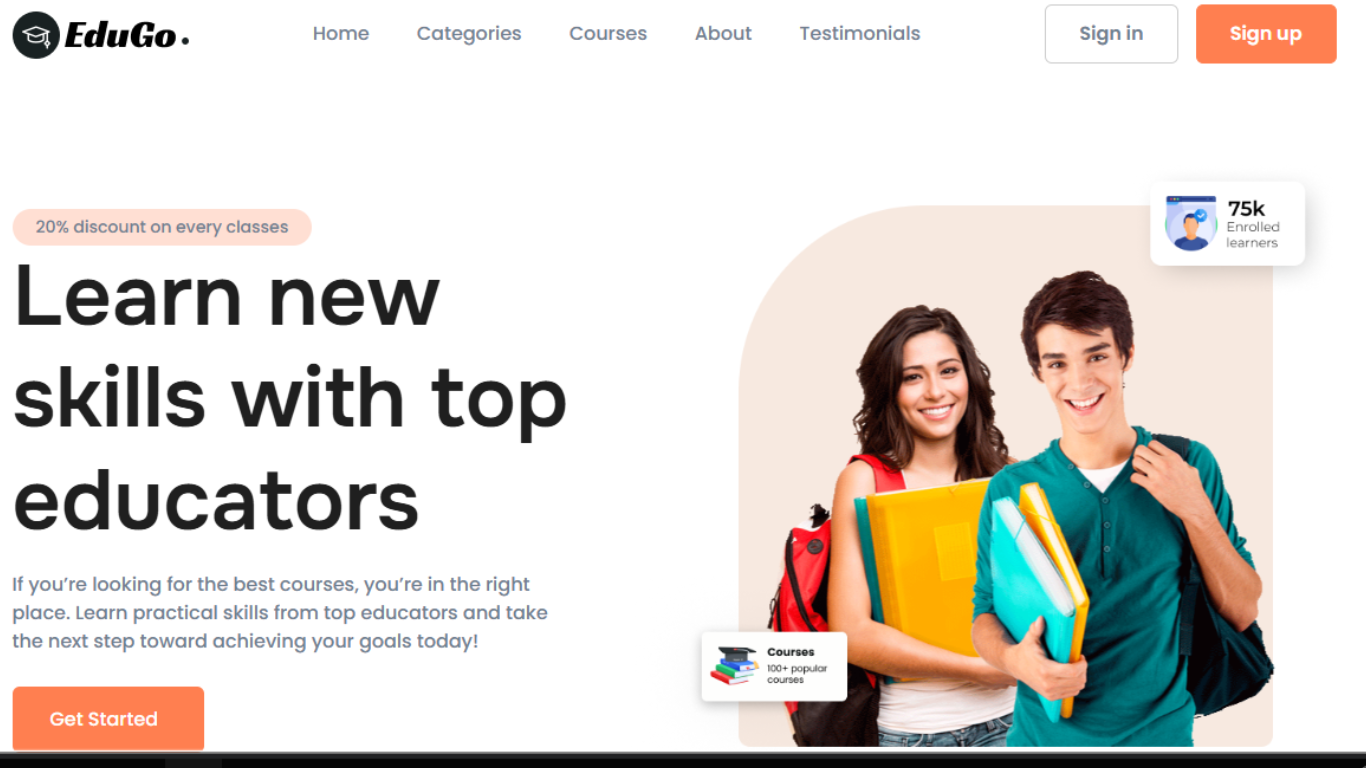 EduGo.
Home
Categories
Courses
About
Testimonials
Sign in
Sign up
20% discount on every classes
Learn new
skills with top
educators
If you’re looking for the best courses, you’re in the right
place. Learn practical skills from top educators and take
the next step toward achieving your goals today!
Get Started
75k
Enrolled
learners
Courses
100+ popular
courses